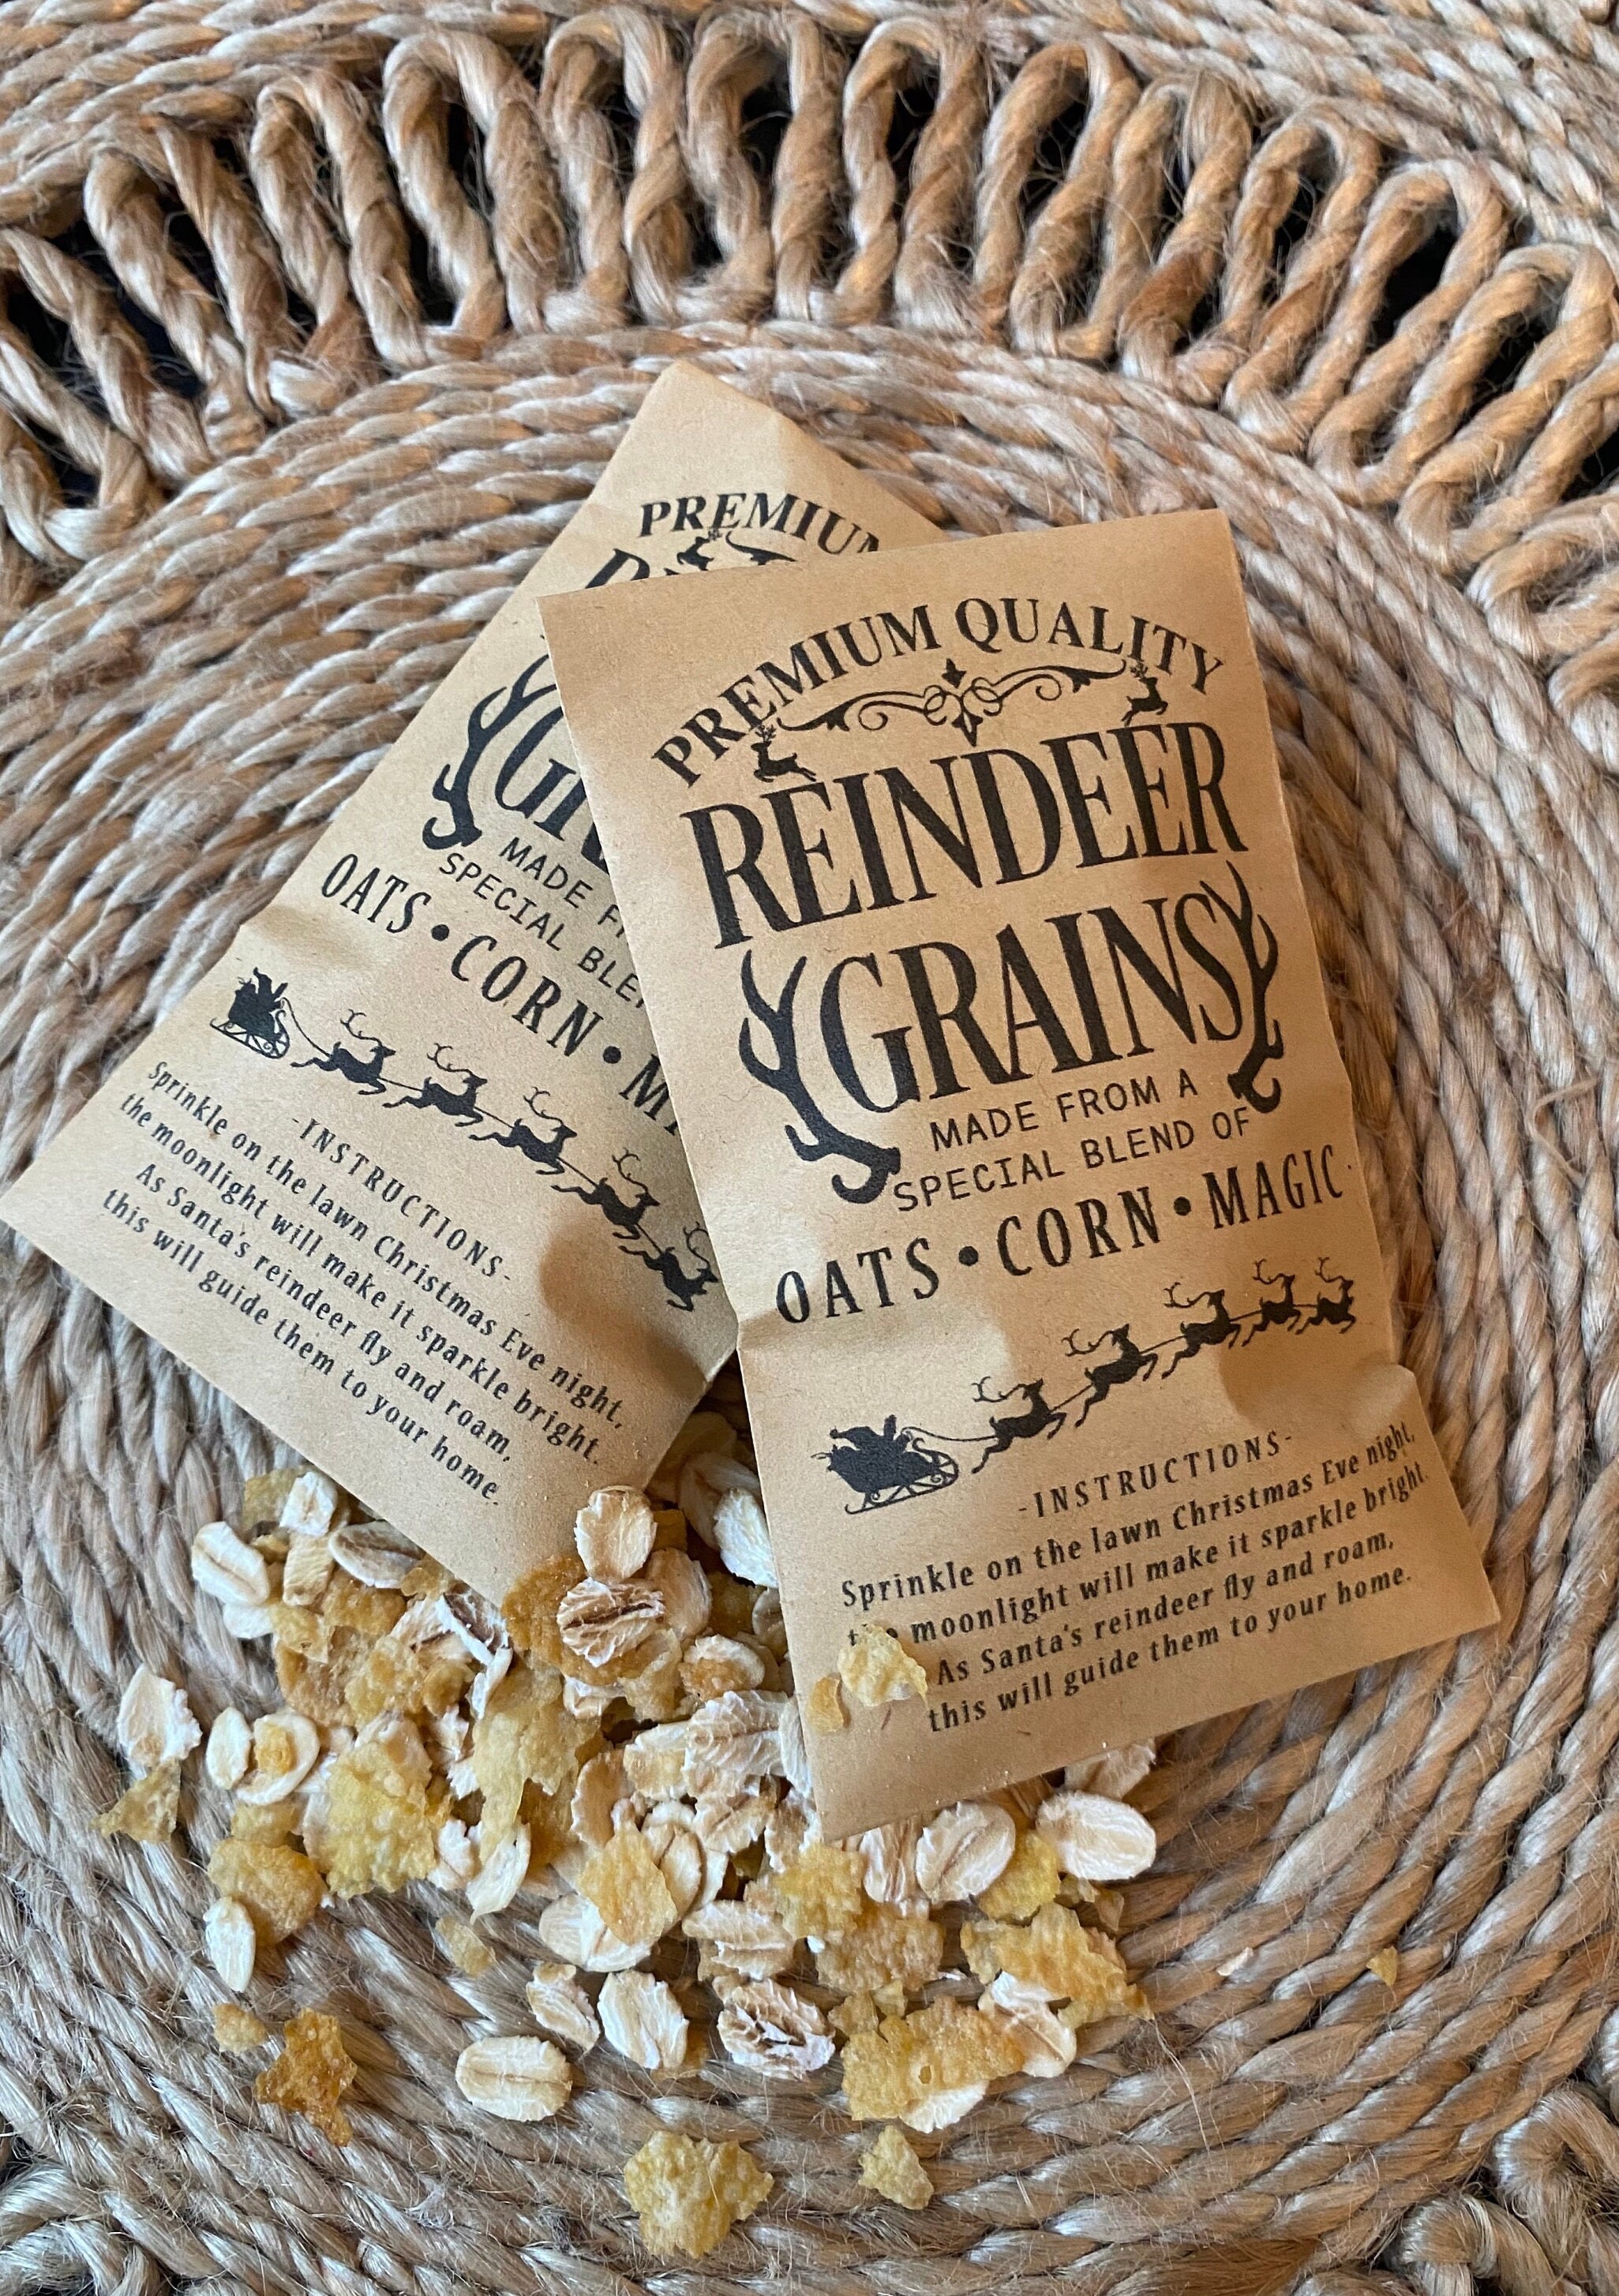 PREMIUM QUALITY
REINDEER
GRAINS
MADE FROM A
SPECIAL BLEND OF
OATS • CORN • MAGIC
-INSTRUCTIONS-
Sprinkle on the lawn Christmas Eve night,
the moonlight will make it sparkle bright.
As Santa's reindeer fly and roam,
this will guide them to your home.
PREMIUM
MADE
SPECIAL
OATS • CORN •
-INSTRUCTIONS-
Sprinkle on the lawn Christmas Eve night,
the moonlight will make it sparkle bright.
As Santa's reindeer fly and roam,
this will guide them to your home.